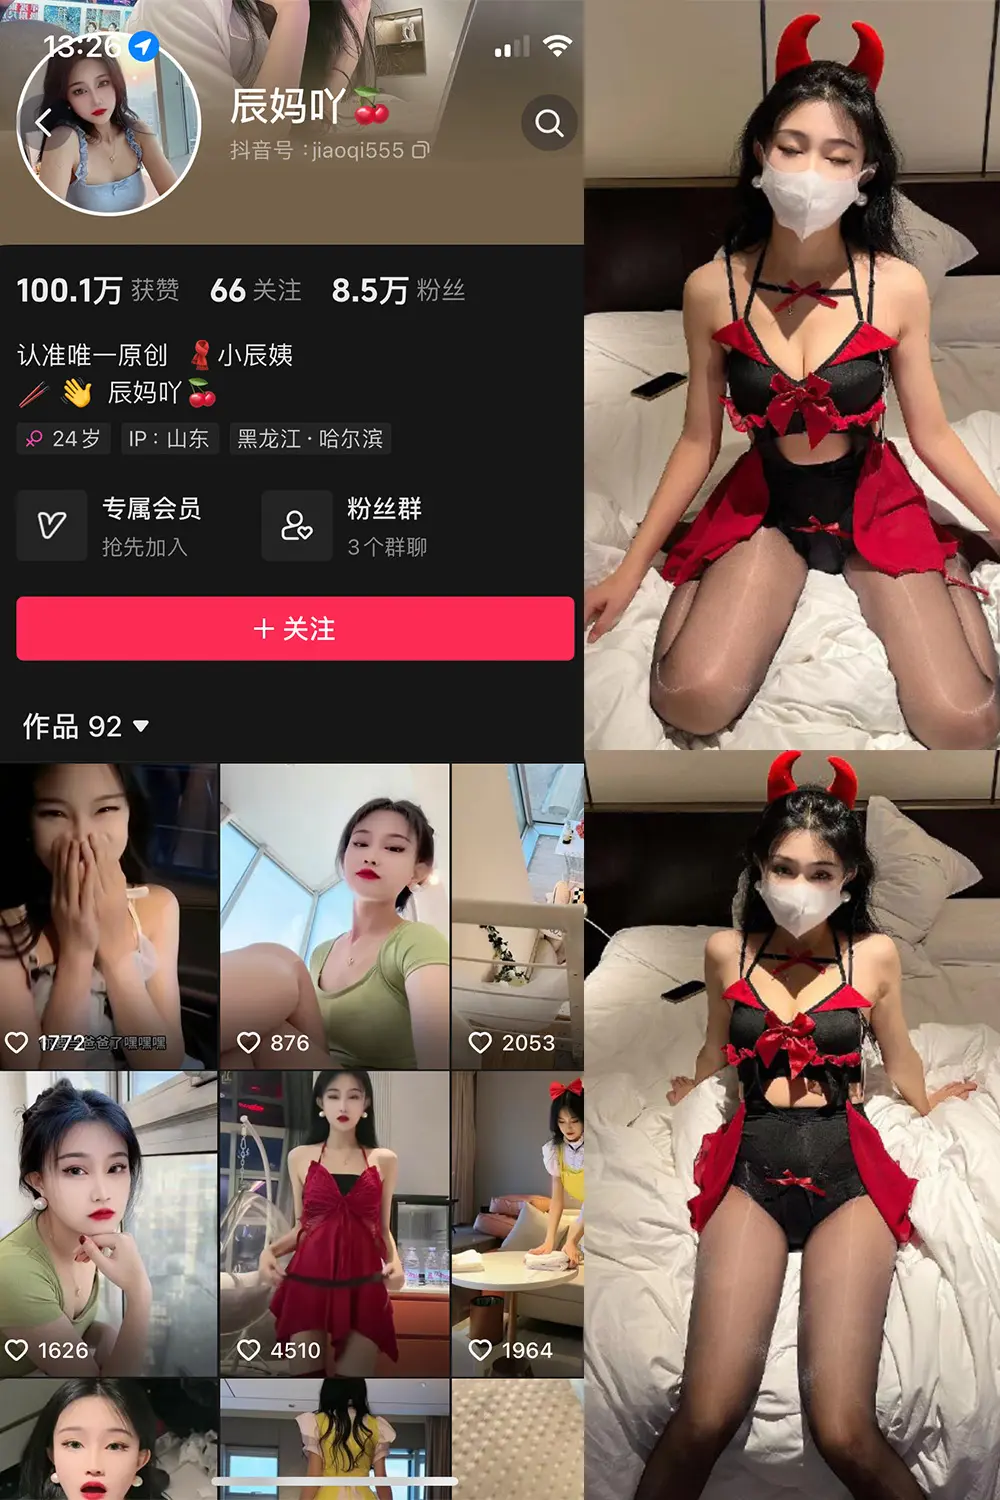 13:26
辰妈吖🍒
抖音号：jiaoqi555
100.1万 获赞 66 关注 8.5万 粉丝
认准唯一原创 🧣小辰姨
🥢👋 辰妈吖🍒
24岁 IP：山东 黑龙江·哈尔滨
专属会员 粉丝群
抢先加入 3个群聊
+ 关注
作品 92
1772 876 2053
爸爸了嘿嘿嘿
1626 4510 1964